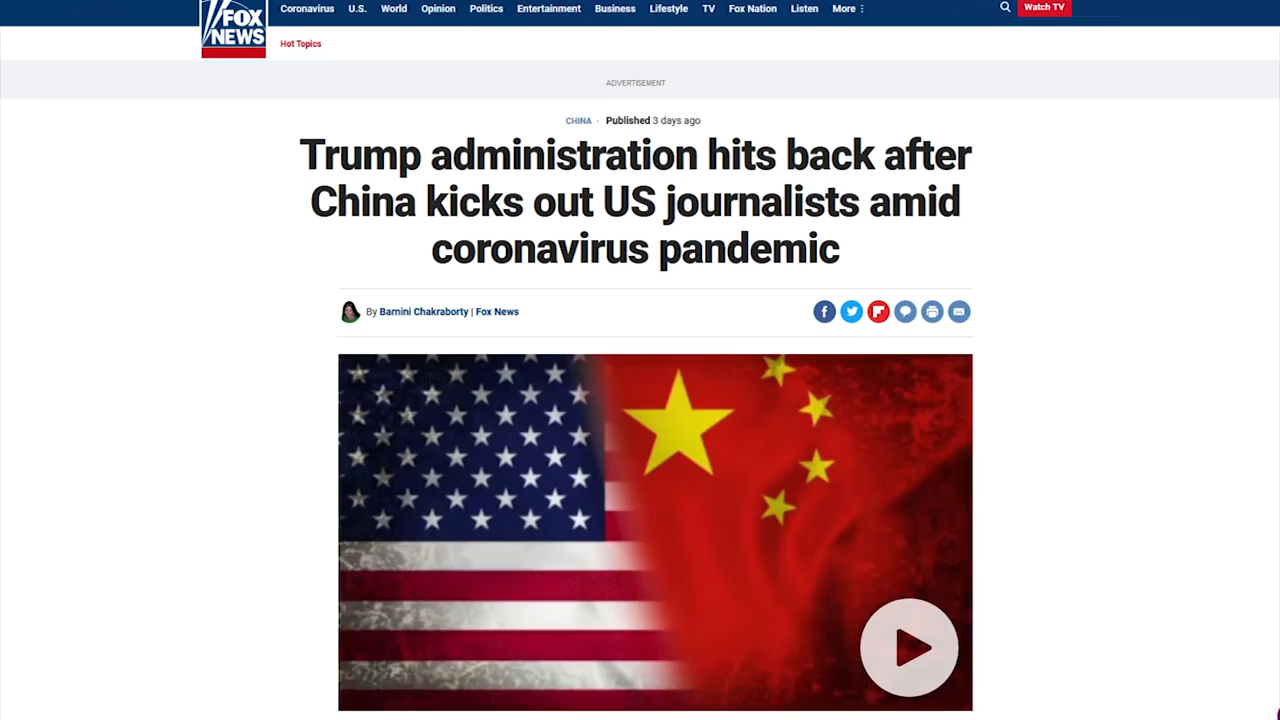 FOX
NEWS
Coronavirus U.S. World Opinion Politics Entertainment Business Lifestyle TV Fox Nation Listen More Watch TV
Hot Topics
ADVERTISEMENT
CHINA · Published 3 days ago
Trump administration hits back after
China kicks out US journalists amid
coronavirus pandemic
By Barnini Chakraborty | Fox News